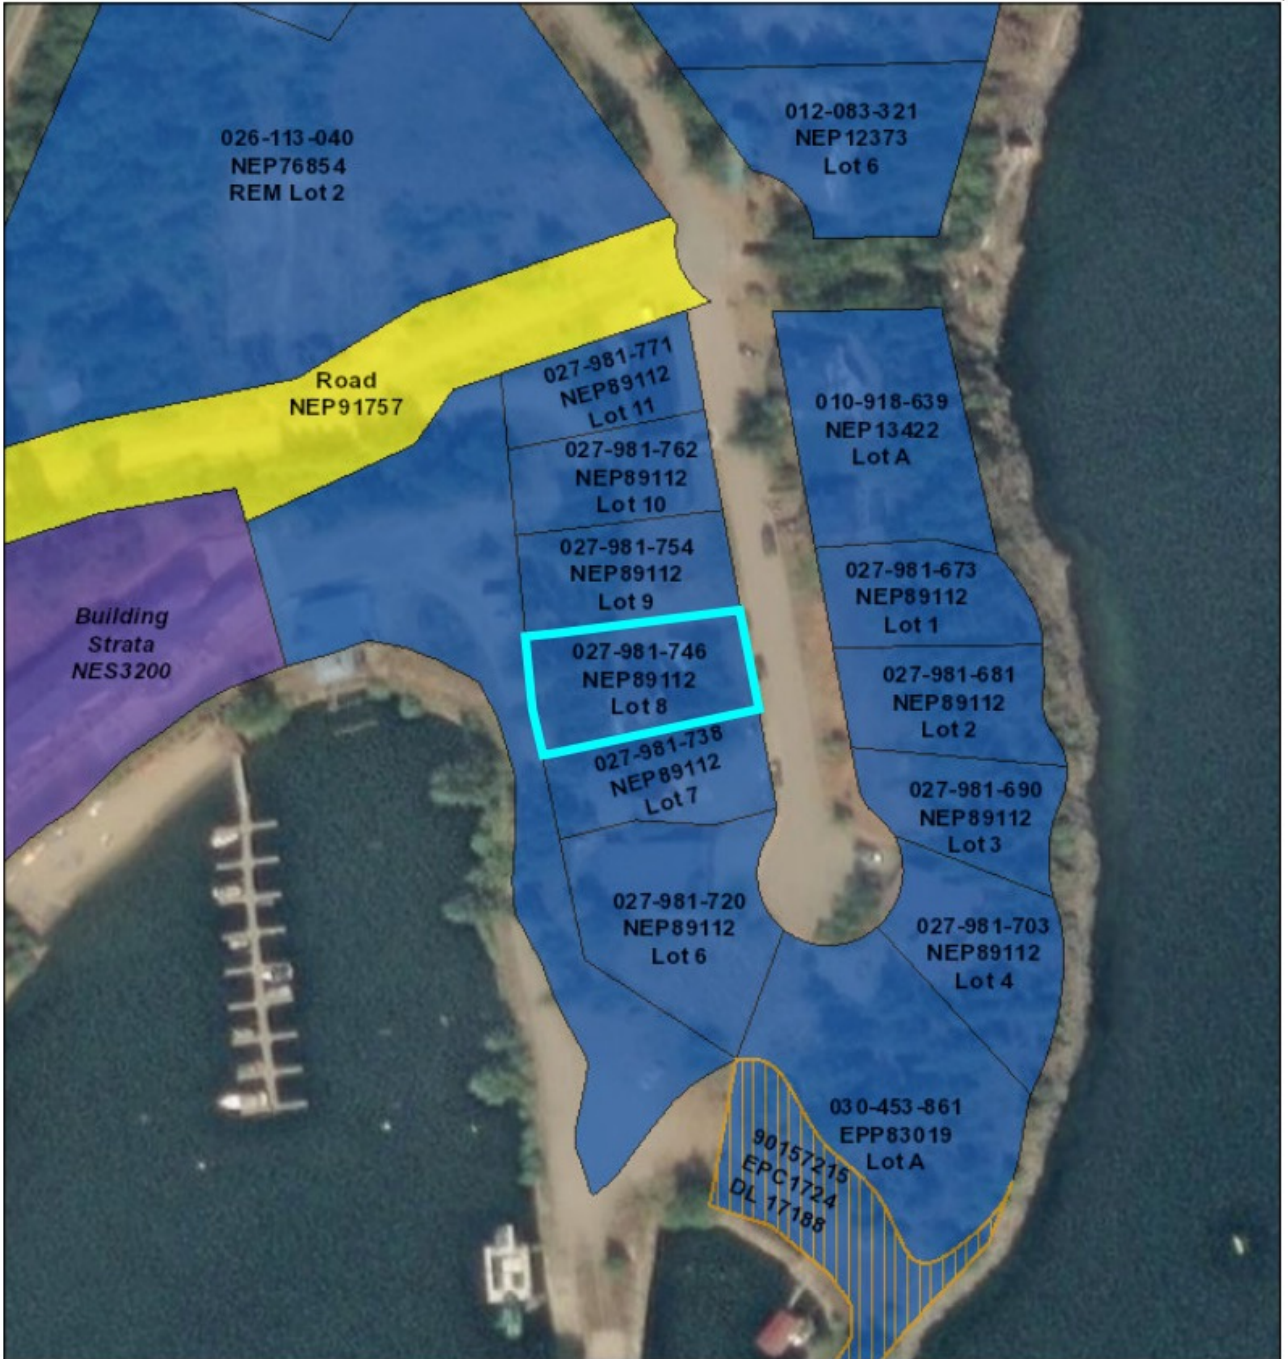 026-113-040
NEP76854
REM Lot 2
012-083-321
NEP12373
Lot 6
Road
NEP91757
027-981-771
NEP89112
Lot 11
010-918-639
NEP13422
Lot A
027-981-762
NEP89112
Lot 10
027-981-754
NEP89112
Lot 9
027-981-673
NEP89112
Lot 1
Building
Strata
NES3200
027-981-746
NEP89112
Lot 8
027-981-681
NEP89112
Lot 2
027-981-738
NEP89112
Lot 7
027-981-690
NEP89112
Lot 3
027-981-720
NEP89112
Lot 6
027-981-703
NEP89112
Lot 4
030-453-861
EPP83019
Lot A
90157215
EPC1724
DL 17188